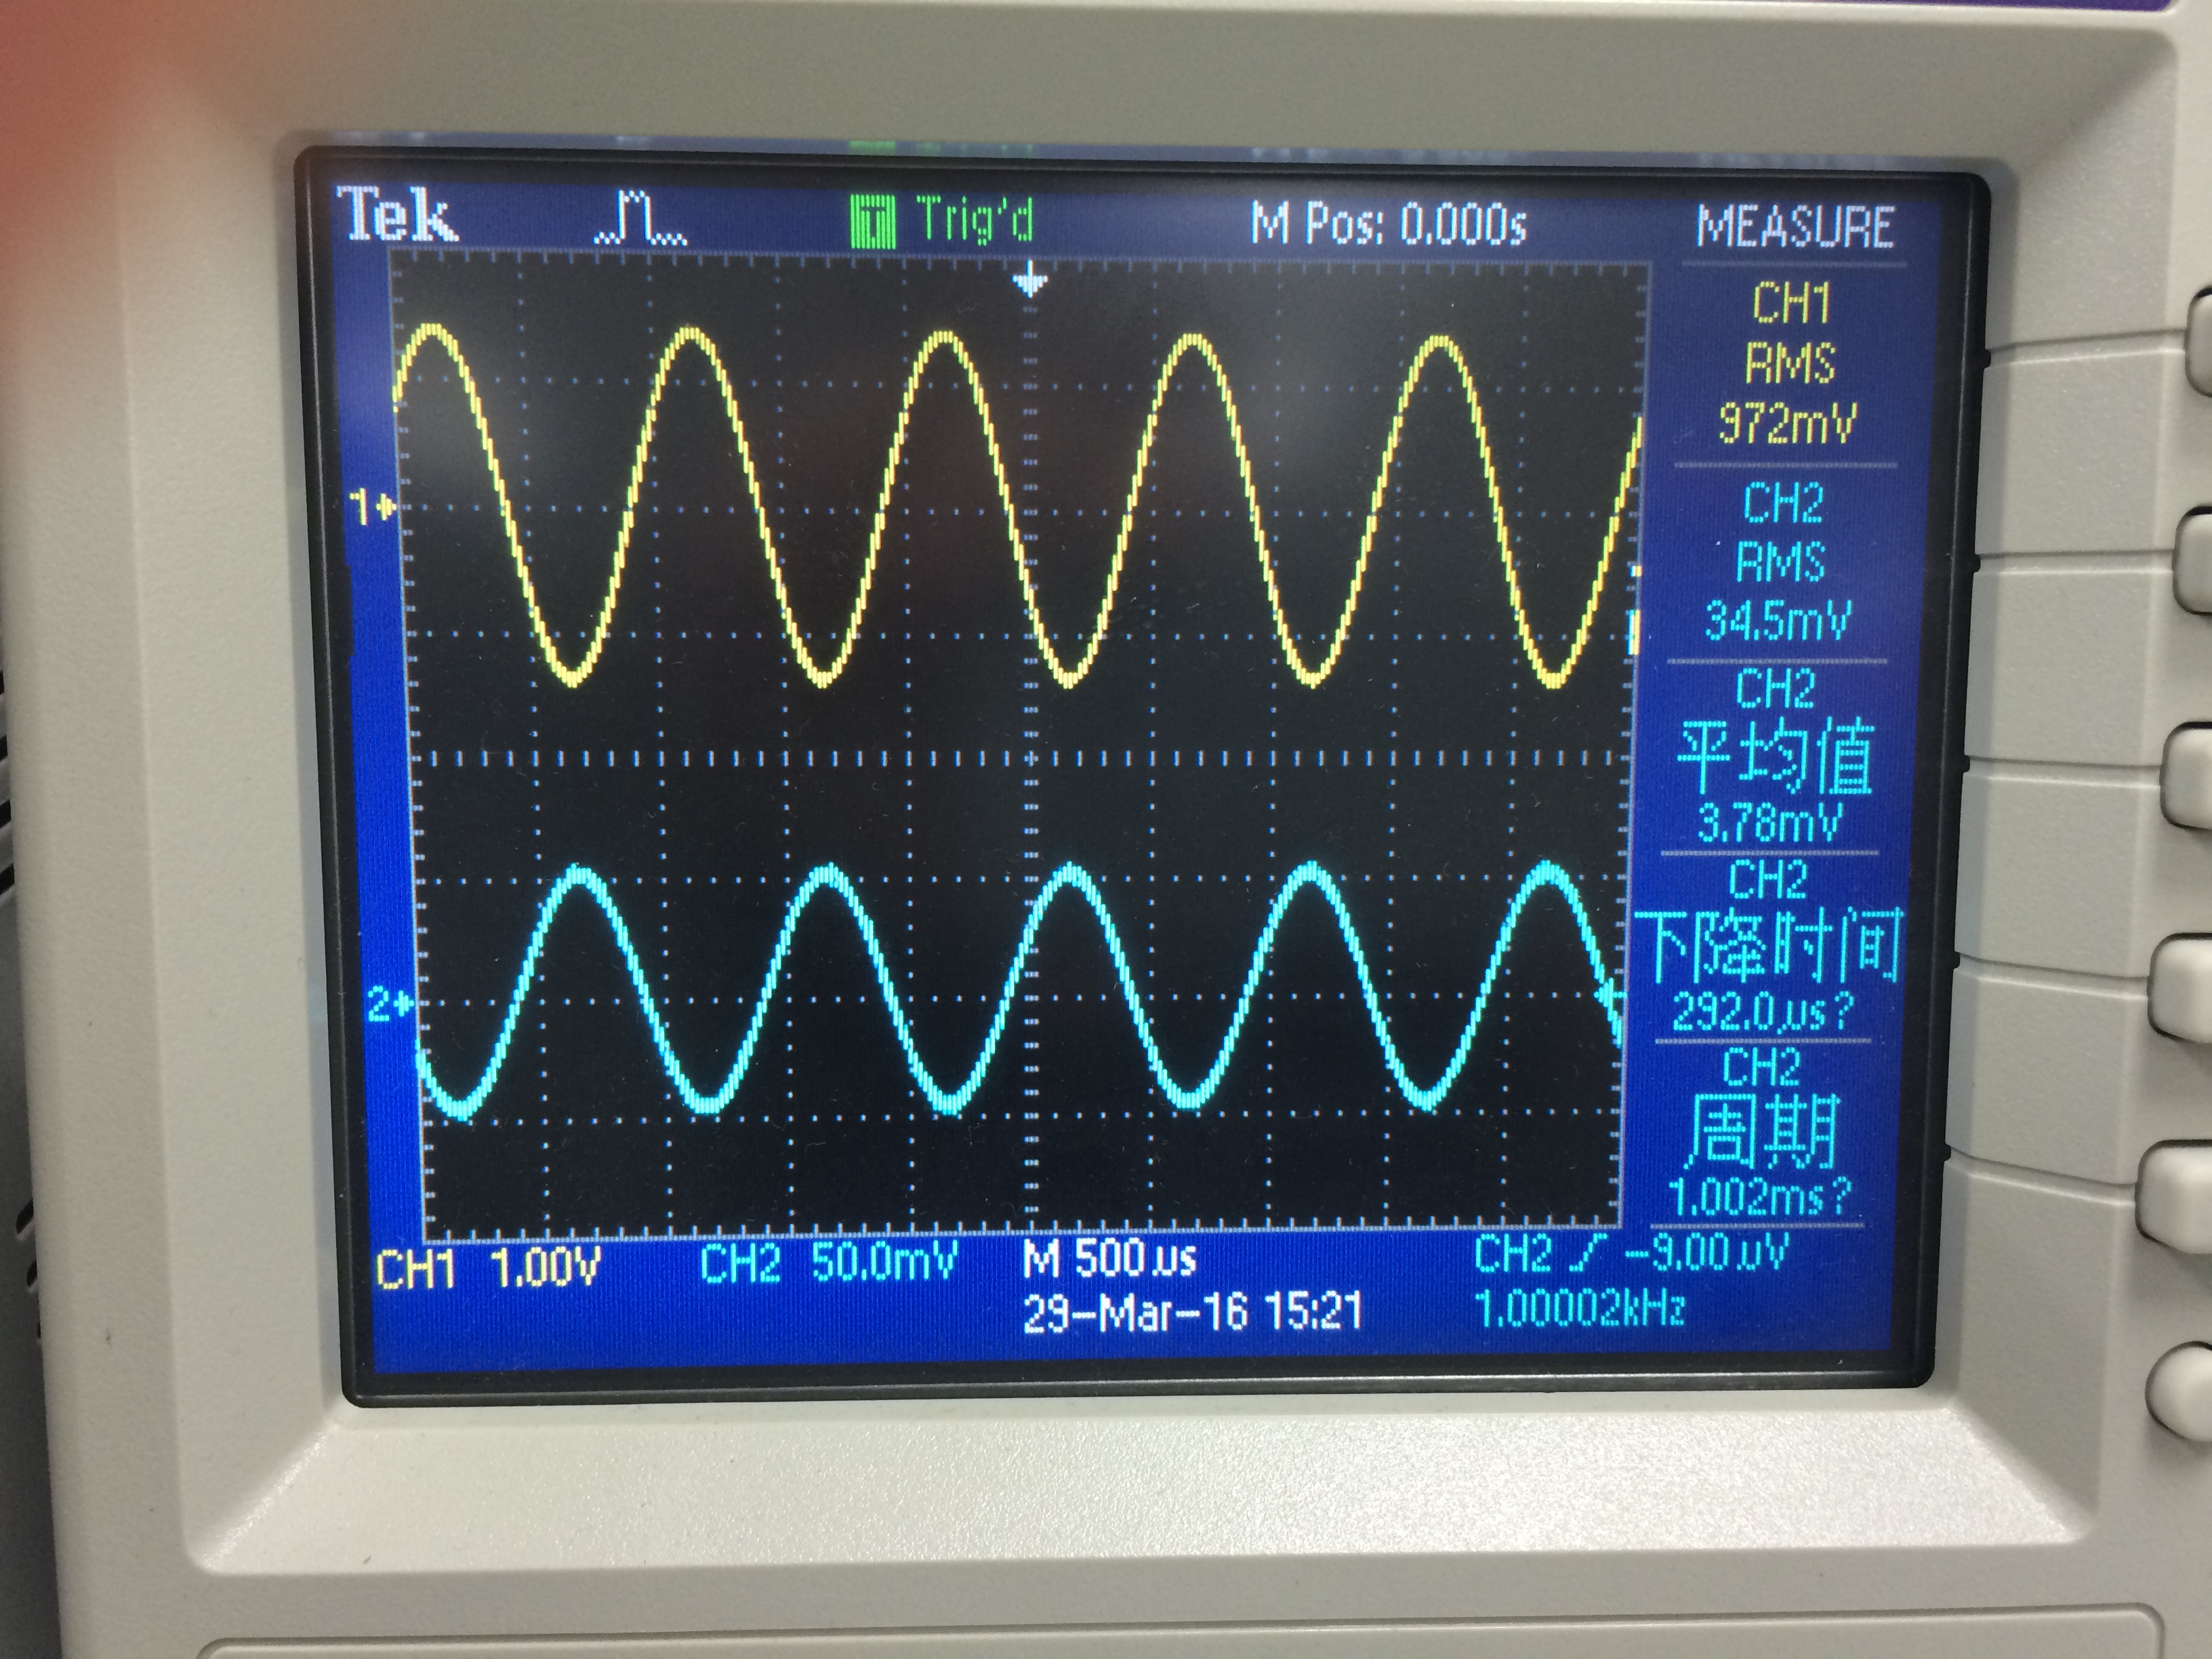 Tek
T Trig'd
M Pos: 0.000s
MEASURE
1
2
CH1
RMS
972mV
CH2
RMS
34.5mV
CH2
平均值
3.78mV
CH2
下降时间
292.0µs?
CH2
周期
1.002ms?
CH1 1.00V
CH2 50.0mV
M 500µs
CH2 -9.00µV
29-Mar-16 15:21
1.00002kHz